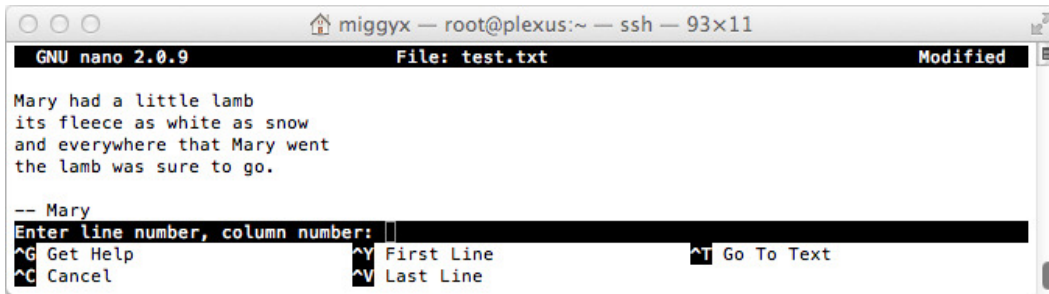 miggyx — root@plexus:~ — ssh — 93×11
GNU nano 2.0.9 File: test.txt Modified
Mary had a little lamb
its fleece as white as snow
and everywhere that Mary went
the lamb was sure to go.
-- Mary
Enter line number, column number:
^G Get Help ^Y First Line ^T Go To Text
^C Cancel ^V Last Line